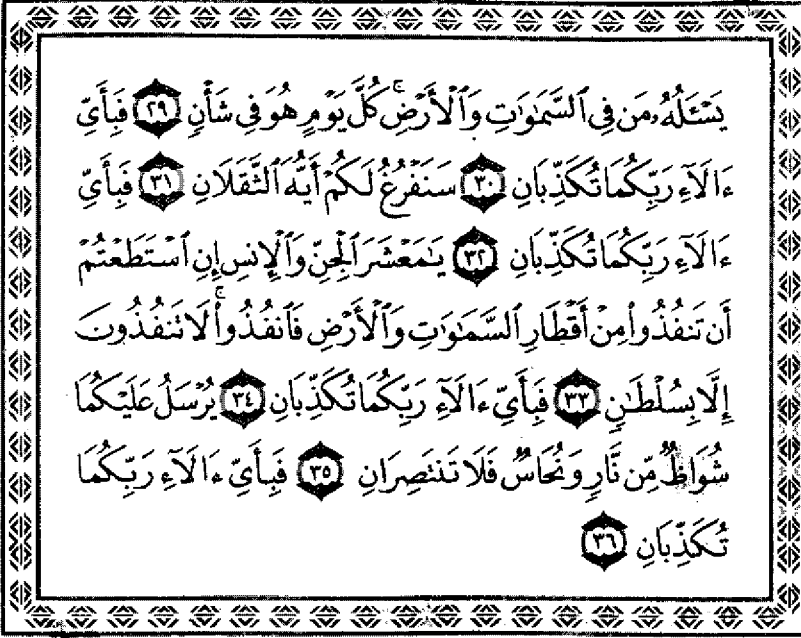 يَسْـَٔلُهُۥ مَن فِى ٱلسَّمَٰوَٰتِ وَٱلْأَرْضِ ۚ كُلَّ يَوْمٍ هُوَ فِى شَأْنٍ ٢٩ فَبِأَىِّ
ءَالَآءِ رَبِّكُمَا تُكَذِّبَانِ ٣٠ سَنَفْرُغُ لَكُمْ أَيُّهَ ٱلثَّقَلَانِ ٣١ فَبِأَىِّ
ءَالَآءِ رَبِّكُمَا تُكَذِّبَانِ ٣٢ يَٰمَعْشَرَ ٱلْجِنِّ وَٱلْإِنسِ إِنِ ٱسْتَطَعْتُمْ
أَن تَنفُذُوا۟ مِنْ أَقْطَارِ ٱلسَّمَٰوَٰتِ وَٱلْأَرْضِ فَٱنفُذُوا۟ ۚ لَا تَنفُذُونَ
إِلَّا بِسُلْطَٰنٍ ٣٣ فَبِأَىِّ ءَالَآءِ رَبِّكُمَا تُكَذِّبَانِ ٣٤ يُرْسَلُ عَلَيْكُمَا
شُوَاظٌ مِّن نَّارٍ وَنُحَاسٌ فَلَا تَنتَصِرَانِ ٣٥ فَبِأَىِّ ءَالَآءِ رَبِّكُمَا
تُكَذِّبَانِ ٣٦